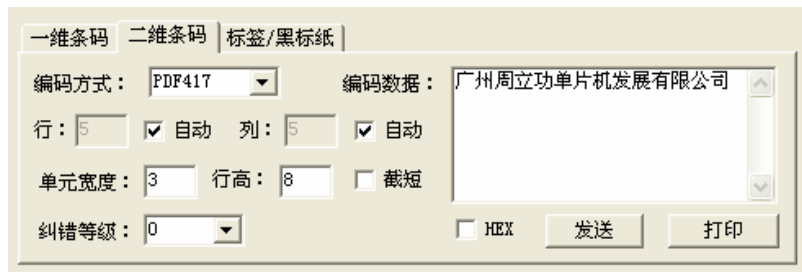 一维条码 二维条码 标签/黑标纸
编码方式： PDF417 编码数据： 广州周立功单片机发展有限公司
行： 5 自动 列： 5 自动
单元宽度： 3 行高： 8 截短
纠错等级： 0 HEX 发送 打印